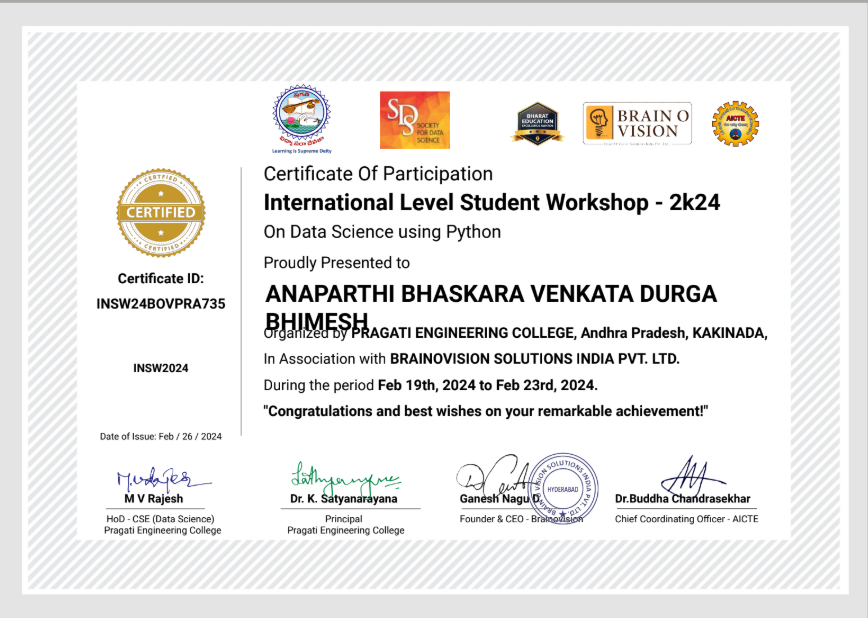 Learning is Supreme Deity
SDS
SOCIETY
FOR DATA
SCIENCE
BHARAT
EDUCATION
EXCELLENCE AWARDS
BRAIN O
VISION
AICTE
Certificate Of Participation
International Level Student Workshop - 2k24
On Data Science using Python
Proudly Presented to
ANAPARTHI BHASKARA VENKATA DURGA
BHIMESH
Organized by PRAGATI ENGINEERING COLLEGE, Andhra Pradesh, KAKINADA,
In Association with BRAINOVISION SOLUTIONS INDIA PVT. LTD.
During the period Feb 19th, 2024 to Feb 23rd, 2024.
"Congratulations and best wishes on your remarkable achievement!"
CERTIFIED
CERTIFIED
CERTIFIED
Certificate ID:
INSW24BOVPRA735
INSW2024
Date of Issue: Feb / 26 / 2024
M V Rajesh
HoD - CSE (Data Science)
Pragati Engineering College
Dr. K. Satyanarayana
Principal
Pragati Engineering College
Ganesh Nagu D.
Founder & CEO - Brainovision
BRAINOVISION SOLUTIONS INDIA PVT. LTD.
HYDERABAD
Dr.Buddha Chandrasekhar
Chief Coordinating Officer - AICTE